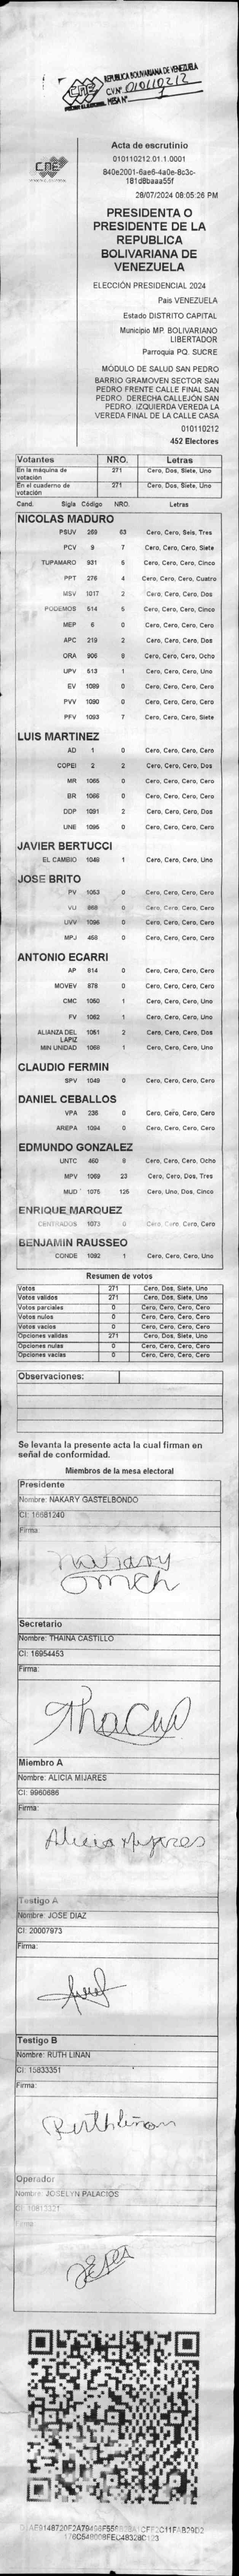 REPUBLICA BOLIVARIANA DE VENEZUELA
CNE
CVN° 010110212
PODER ELECTORAL MESA N°
CNE
Acta de escrutinio
010110212.01.1.0001
840e2001-6ae6-4a0e-8c3c-
181d8baaa55f
28/07/2024 08:05:26 PM
PRESIDENTA O
PRESIDENTE DE LA
REPUBLICA
BOLIVARIANA DE
VENEZUELA
ELECCIÓN PRESIDENCIAL 2024
Pais VENEZUELA
Estado DISTRITO CAPITAL
Municipio MP. BOLIVARIANO
LIBERTADOR
Parroquia PQ. SUCRE
MÓDULO DE SALUD SAN PEDRO
BARRIO GRAMOVEN SECTOR SAN
PEDRO FRENTE CALLE FINAL SAN
PEDRO. DERECHA CALLEJÓN SAN
PEDRO. IZQUIERDA VEREDA LA
VEREDA FINAL DE LA CALLE CASA
010110212
452 Electores
Votantes NRO. Letras
En la máquina de votación 271 Cero, Dos, Siete, Uno
En el cuaderno de votación 271 Cero, Dos, Siete, Uno
Cand. Sigla Código NRO. Letras
NICOLAS MADURO
PSUV 269 63 Cero, Cero, Seis, Tres
PCV 9 7 Cero, Cero, Cero, Siete
TUPAMARO 931 5 Cero, Cero, Cero, Cinco
PPT 276 4 Cero, Cero, Cero, Cuatro
MSV 1017 2 Cero, Cero, Cero, Dos
PODEMOS 514 5 Cero, Cero, Cero, Cinco
MEP 6 0 Cero, Cero, Cero, Cero
APC 219 2 Cero, Cero, Cero, Dos
ORA 906 8 Cero, Cero, Cero, Ocho
UPV 513 1 Cero, Cero, Cero, Uno
EV 1089 0 Cero, Cero, Cero, Cero
PVV 1090 0 Cero, Cero, Cero, Cero
PFV 1093 7 Cero, Cero, Cero, Siete
LUIS MARTINEZ
AD 1 0 Cero, Cero, Cero, Cero
COPEI 2 2 Cero, Cero, Cero, Dos
MR 1065 0 Cero, Cero, Cero, Cero
BR 1066 0 Cero, Cero, Cero, Cero
DDP 1091 2 Cero, Cero, Cero, Dos
UNE 1095 0 Cero, Cero, Cero, Cero
JAVIER BERTUCCI
EL CAMBIO 1048 1 Cero, Cero, Cero, Uno
JOSE BRITO
PV 1053 0 Cero, Cero, Cero, Cero
VU 868 0 Cero, Cero, Cero, Cero
UVV 1096 0 Cero, Cero, Cero, Cero
MPJ 458 0 Cero, Cero, Cero, Cero
ANTONIO ECARRI
AP 814 0 Cero, Cero, Cero, Cero
MOVEV 878 0 Cero, Cero, Cero, Cero
CMC 1050 1 Cero, Cero, Cero, Uno
FV 1082 1 Cero, Cero, Cero, Uno
ALIANZA DEL LAPIZ 1051 2 Cero, Cero, Cero, Dos
MIN UNIDAD 1068 1 Cero, Cero, Cero, Uno
CLAUDIO FERMIN
SPV 1049 0 Cero, Cero, Cero, Cero
DANIEL CEBALLOS
VPA 236 0 Cero, Cero, Cero, Cero
AREPA 1094 0 Cero, Cero, Cero, Cero
EDMUNDO GONZALEZ
UNTC 460 8 Cero, Cero, Cero, Ocho
MPV 1069 23 Cero, Cero, Dos, Tres
MUD 1075 125 Cero, Uno, Dos, Cinco
ENRIQUE MARQUEZ
CENTRADOS 1073 0 Cero, Cero, Cero, Cero
BENJAMIN RAUSSEO
CONDE 1092 1 Cero, Cero, Cero, Uno
Resumen de votos
Votos 271 Cero, Dos, Siete, Uno
Votos validos 271 Cero, Dos, Siete, Uno
Votos parciales 0 Cero, Cero, Cero, Cero
Votos nulos 0 Cero, Cero, Cero, Cero
Votos vacios 0 Cero, Cero, Cero, Cero
Opciones validas 271 Cero, Dos, Siete, Uno
Opciones nulas 0 Cero, Cero, Cero, Cero
Opciones vacias 0 Cero, Cero, Cero, Cero
Observaciones:
Se levanta la presente acta la cual firman en
señal de conformidad.
Miembros de la mesa electoral
Presidente
Nombre: NAKARY GASTELBONDO
CI: 16681240
Firma:
Nakary
Secretario
Nombre: THAINA CASTILLO
CI: 16954453
Firma:
Miembro A
Nombre: ALICIA MIJARES
CI: 9960686
Firma:
Alicia Mijares
Testigo A
Nombre: JOSE DIAZ
CI: 20007973
Firma:
Testigo B
Nombre: RUTH LIÑAN
CI: 15833351
Firma:
Ruth liñan
Operador
Nombre: JOSELYN PALACIOS
Firma: